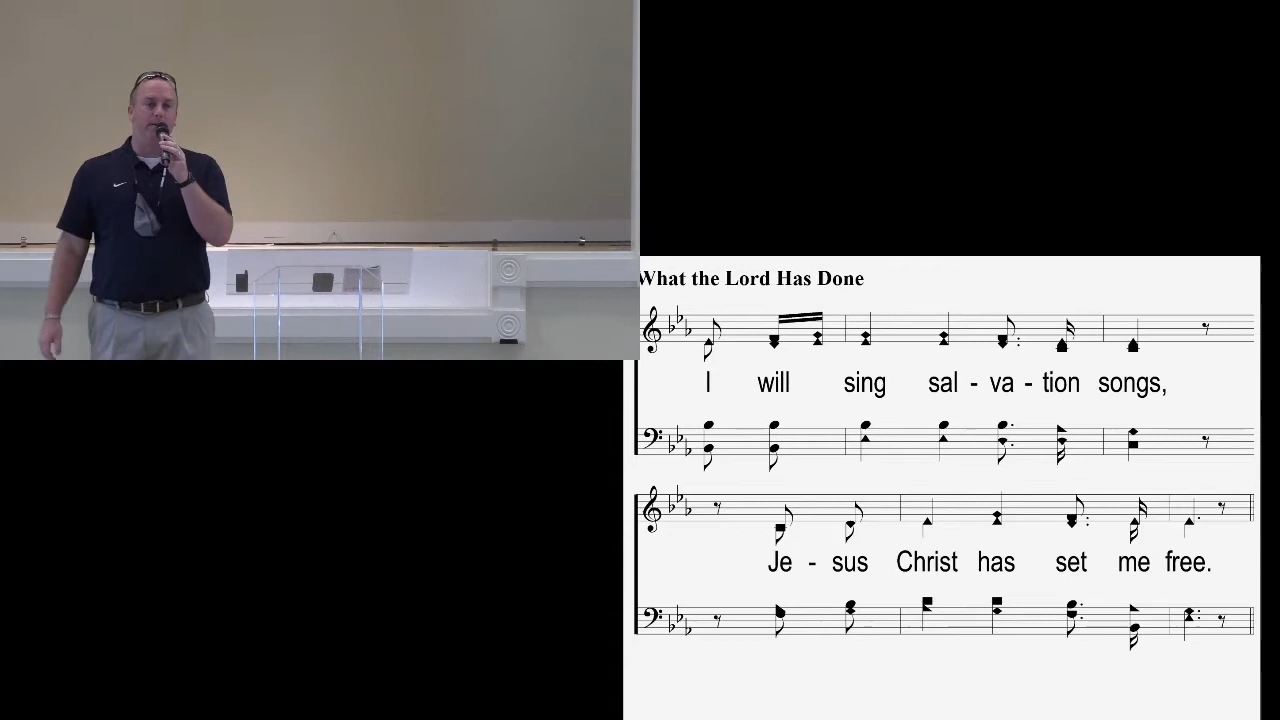 What the Lord Has Done
I will sing sal - va - tion songs,
Je - sus Christ has set me free.